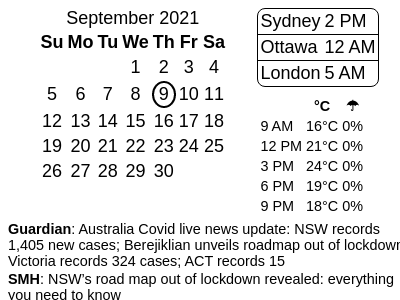 September 2021
Su Mo Tu We Th Fr Sa
1 2 3 4
5 6 7 8 9 10 11
12 13 14 15 16 17 18
19 20 21 22 23 24 25
26 27 28 29 30
Sydney 2 PM
Ottawa 12 AM
London 5 AM
°C ☂
9 AM 16°C 0%
12 PM 21°C 0%
3 PM 24°C 0%
6 PM 19°C 0%
9 PM 18°C 0%
Guardian: Australia Covid live news update: NSW records
1,405 new cases; Berejiklian unveils roadmap out of lockdown
Victoria records 324 cases; ACT records 15
SMH: NSW’s road map out of lockdown revealed: everything
you need to know